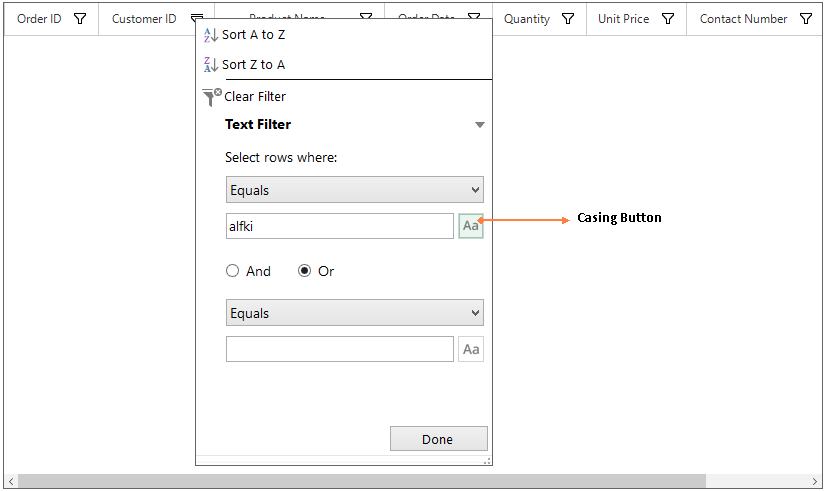 Order ID Customer ID Product Name Order Date Quantity Unit Price Contact Number
Sort A to Z
Sort Z to A
Clear Filter
Text Filter
Select rows where:
Equals
alfki Aa Casing Button
And Or
Equals
Aa
Done